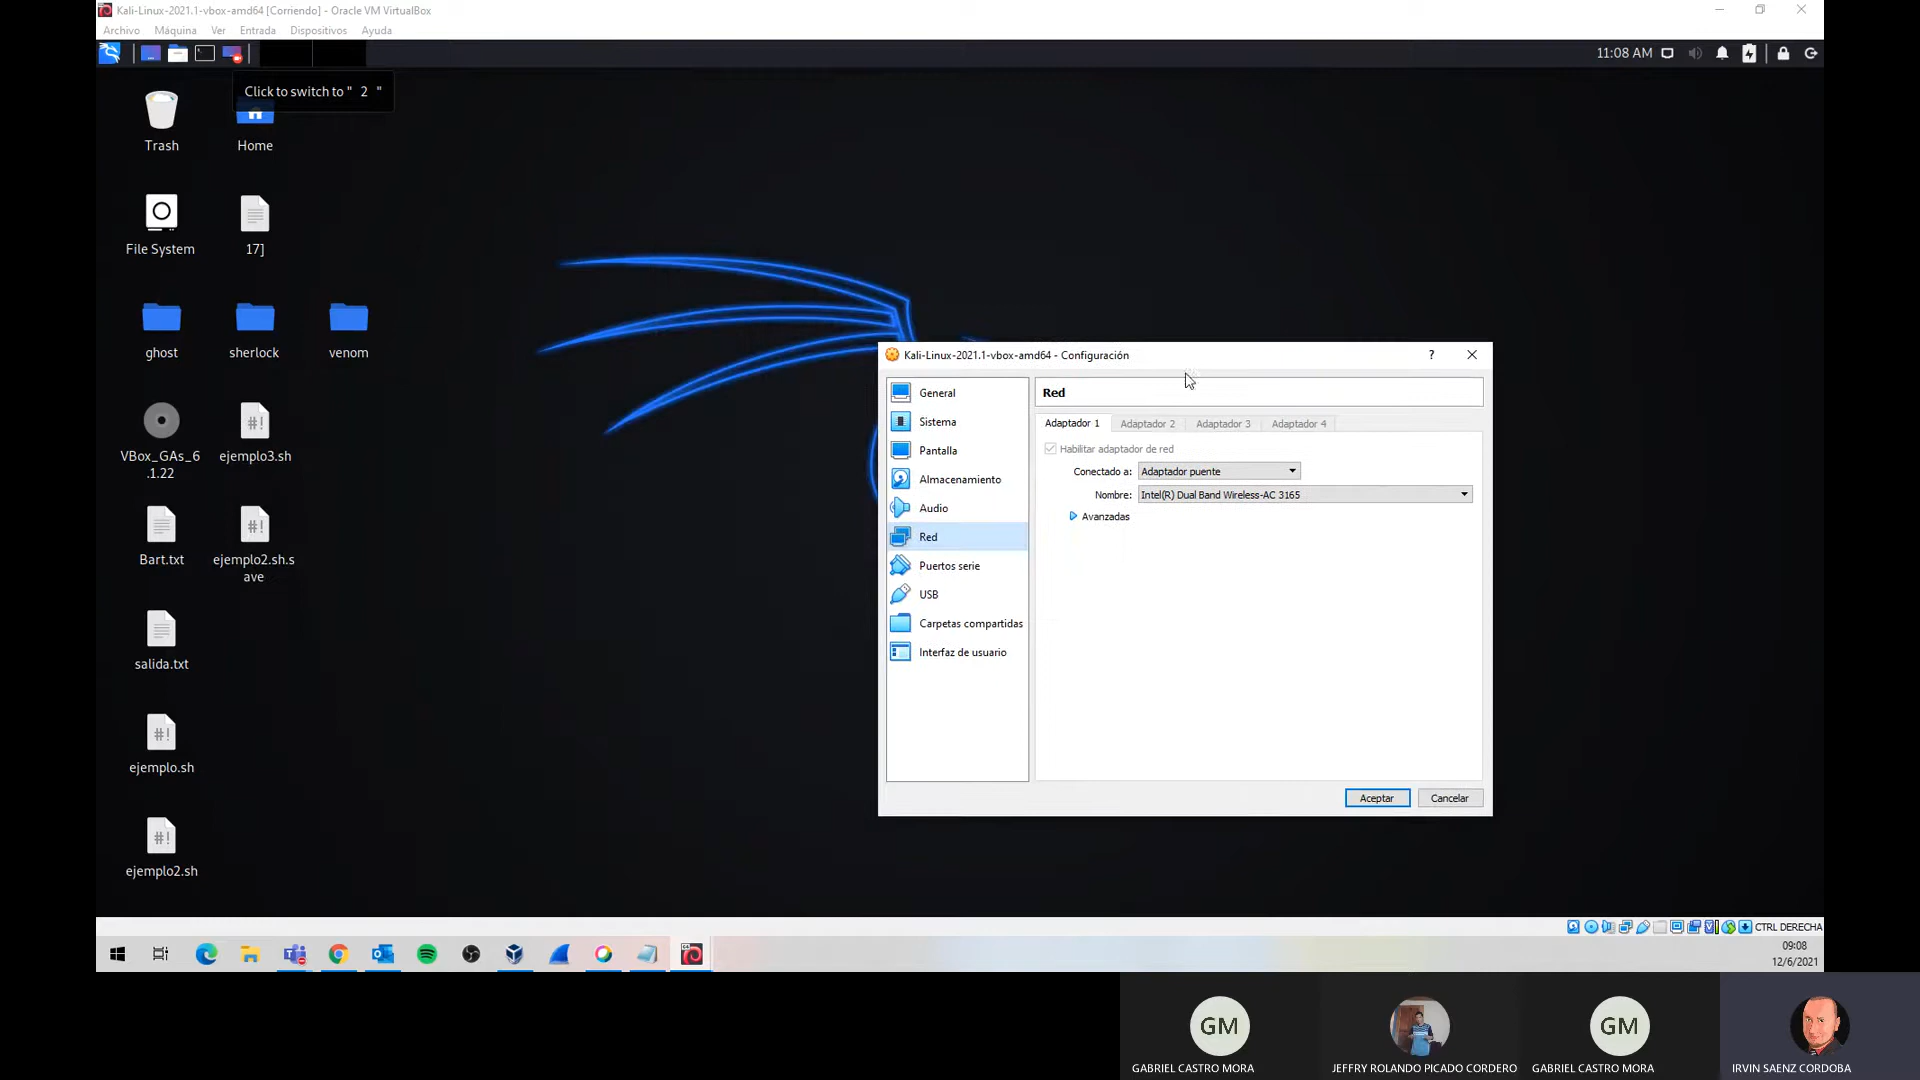 Kali-Linux-2021.1-vbox-amd64 [Corriendo] - Oracle VM VirtualBox
Archivo Máquina Ver Entrada Dispositivos Ayuda
11:08 AM
Click to switch to " 2 "
Trash
Home
File System
17]
ghost
sherlock
venom
VBox_GAs_6
.1.22
ejemplo3.sh
Bart.txt
ejemplo2.sh.s
ave
salida.txt
ejemplo.sh
ejemplo2.sh
Kali-Linux-2021.1-vbox-amd64 - Configuración
?
General
Sistema
Pantalla
Almacenamiento
Audio
Red
Puertos serie
USB
Carpetas compartidas
Interfaz de usuario
Red
Adaptador 1 Adaptador 2 Adaptador 3 Adaptador 4
Habilitar adaptador de red
Conectado a: Adaptador puente
Nombre: Intel(R) Dual Band Wireless-AC 3165
Avanzadas
Aceptar Cancelar
CTRL DERECHA
09:08
12/6/2021
GM
GM
GABRIEL CASTRO MORA
JEFFRY ROLANDO PICADO CORDERO
GABRIEL CASTRO MORA
IRVIN SAENZ CORDOBA